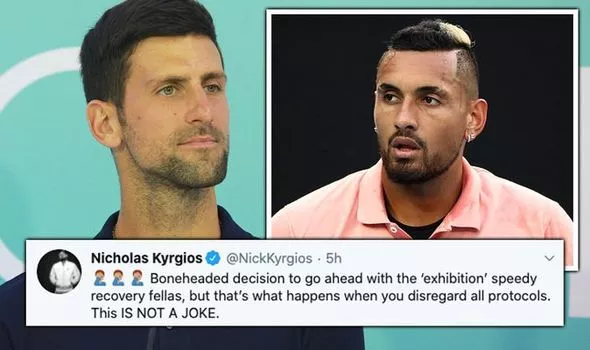 Nicholas Kyrgios @NickKyrgios · 5h
🤦🏽‍♂️🤦🏽‍♂️🤦🏽‍♂️ Boneheaded decision to go ahead with the ‘exhibition’ speedy
recovery fellas, but that’s what happens when you disregard all protocols.
This IS NOT A JOKE.